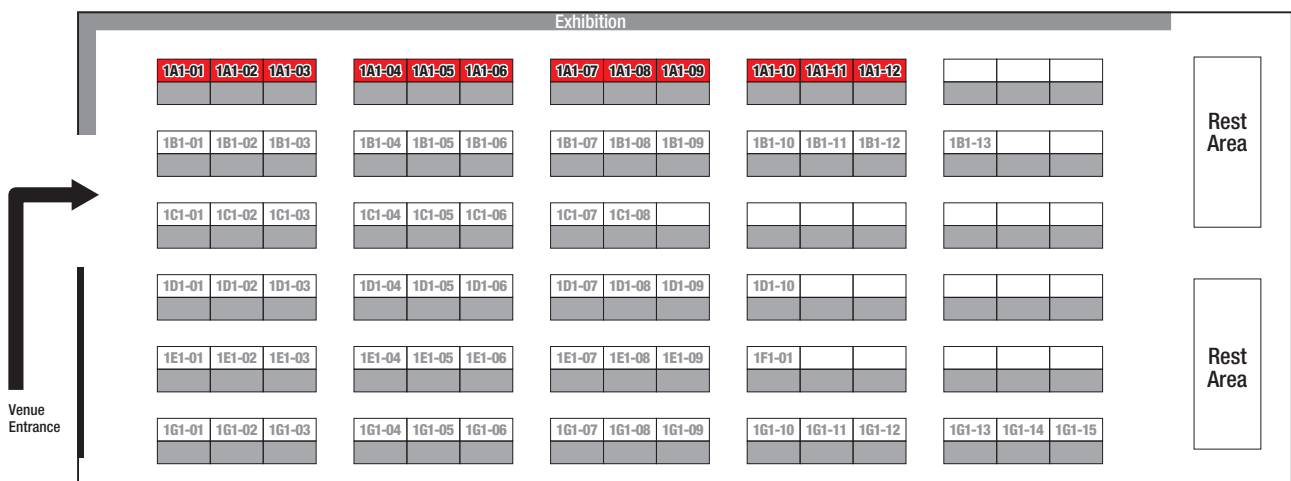 Exhibition
1A1-01 1A1-02 1A1-03 1A1-04 1A1-05 1A1-06 1A1-07 1A1-08 1A1-09 1A1-10 1A1-11 1A1-12
Rest
Area
1B1-01 1B1-02 1B1-03 1B1-04 1B1-05 1B1-06 1B1-07 1B1-08 1B1-09 1B1-10 1B1-11 1B1-12 1B1-13
1C1-01 1C1-02 1C1-03 1C1-04 1C1-05 1C1-06 1C1-07 1C1-08
1D1-01 1D1-02 1D1-03 1D1-04 1D1-05 1D1-06 1D1-07 1D1-08 1D1-09 1D1-10
1E1-01 1E1-02 1E1-03 1E1-04 1E1-05 1E1-06 1E1-07 1E1-08 1E1-09 1F1-01
Rest
Area
Venue
Entrance
1G1-01 1G1-02 1G1-03 1G1-04 1G1-05 1G1-06 1G1-07 1G1-08 1G1-09 1G1-10 1G1-11 1G1-12 1G1-13 1G1-14 1G1-15